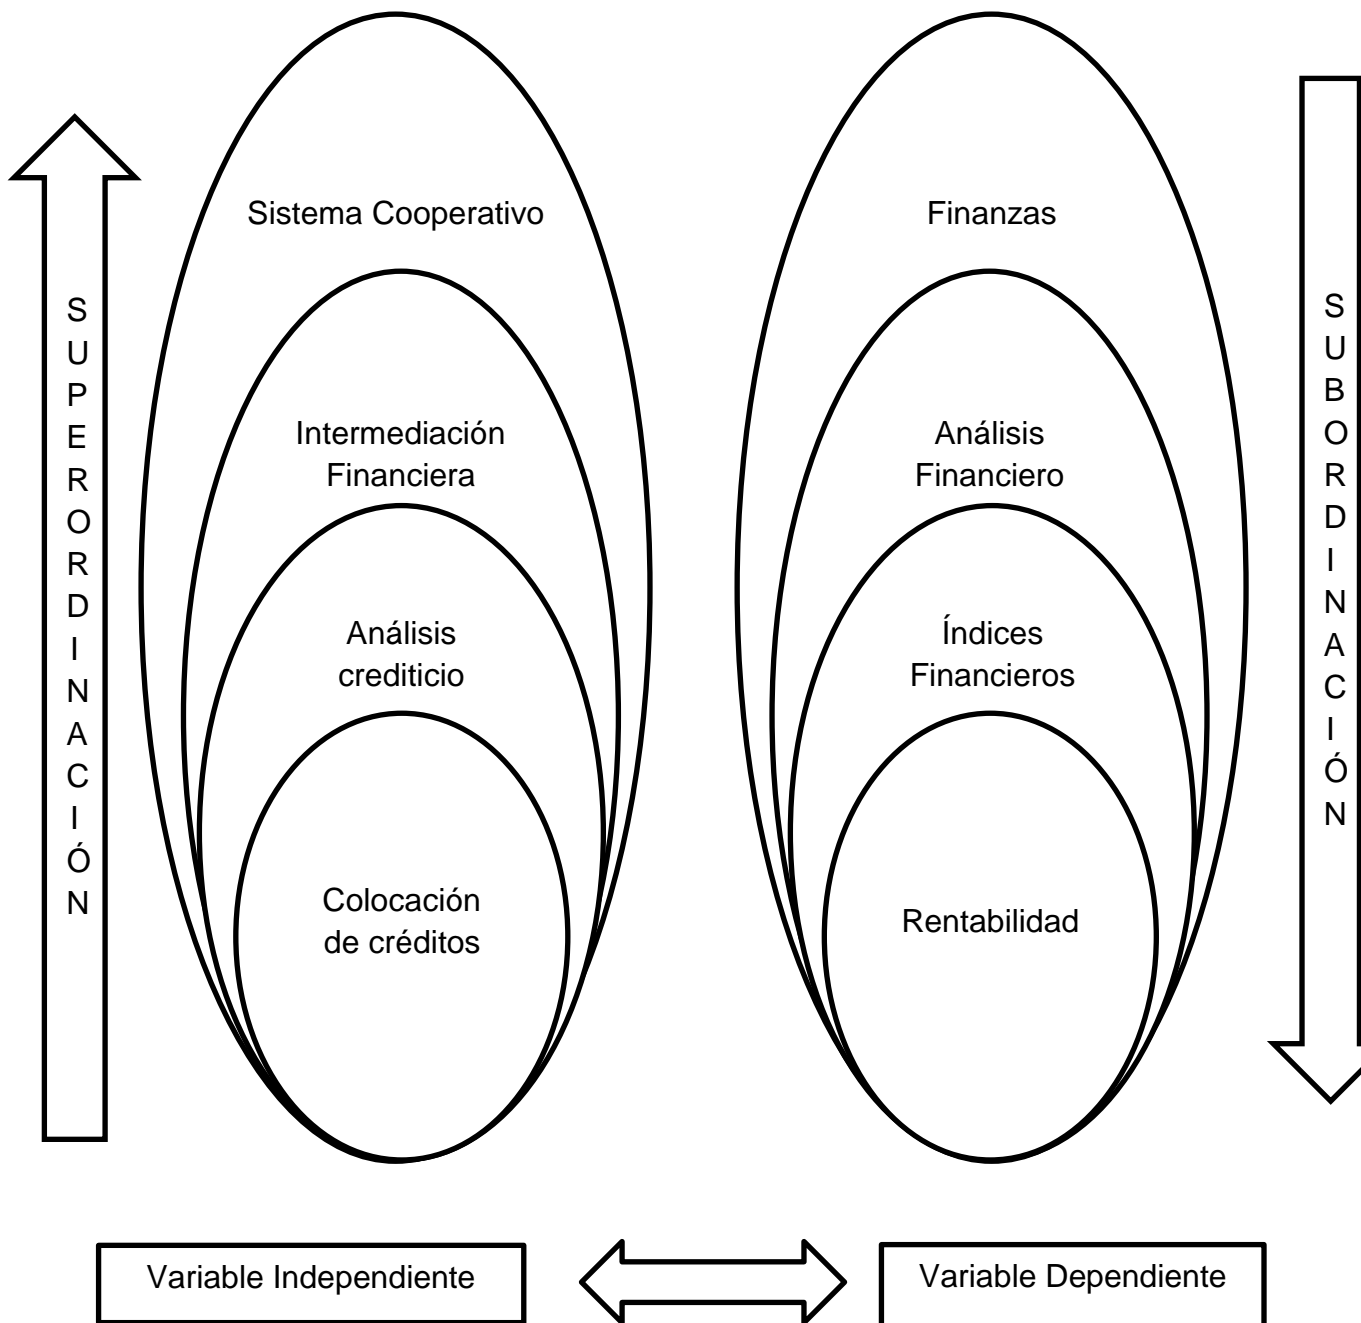 SUPERORDINACIÓN
Sistema Cooperativo
Intermediación
Financiera
Análisis
crediticio
Colocación
de créditos
Finanzas
Análisis
Financiero
Índices
Financieros
Rentabilidad
SUBORDINACIÓN
Variable Independiente
Variable Dependiente